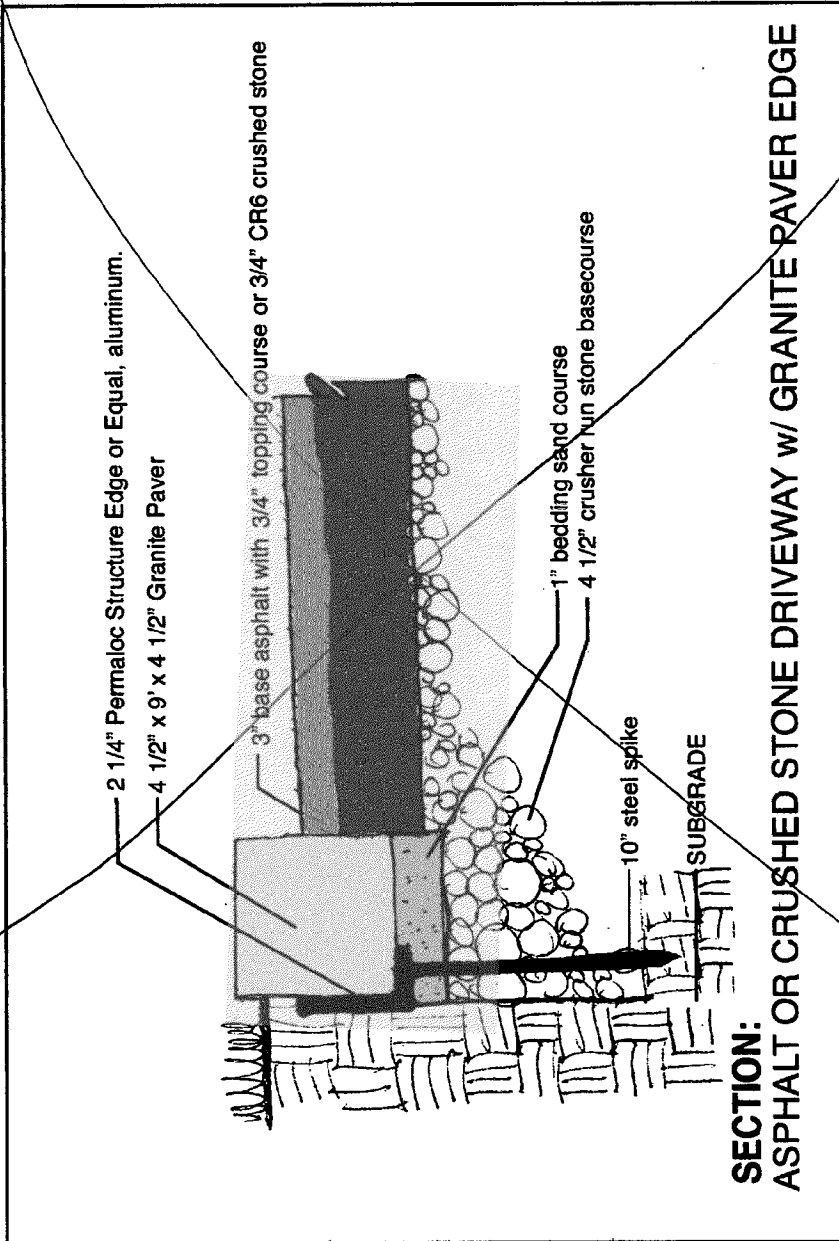 2 1/4" Permaloc Structure Edge or Equal, aluminum.
4 1/2" x 9' x 4 1/2" Granite Paver
3" base asphalt with 3/4" topping course or 3/4" CR6 crushed stone
1" bedding sand course
4 1/2" crusher run stone basecourse
10" steel spike
SUBGRADE
SECTION:
ASPHALT OR CRUSHED STONE DRIVEWAY w/ GRANITE PAVER EDGE